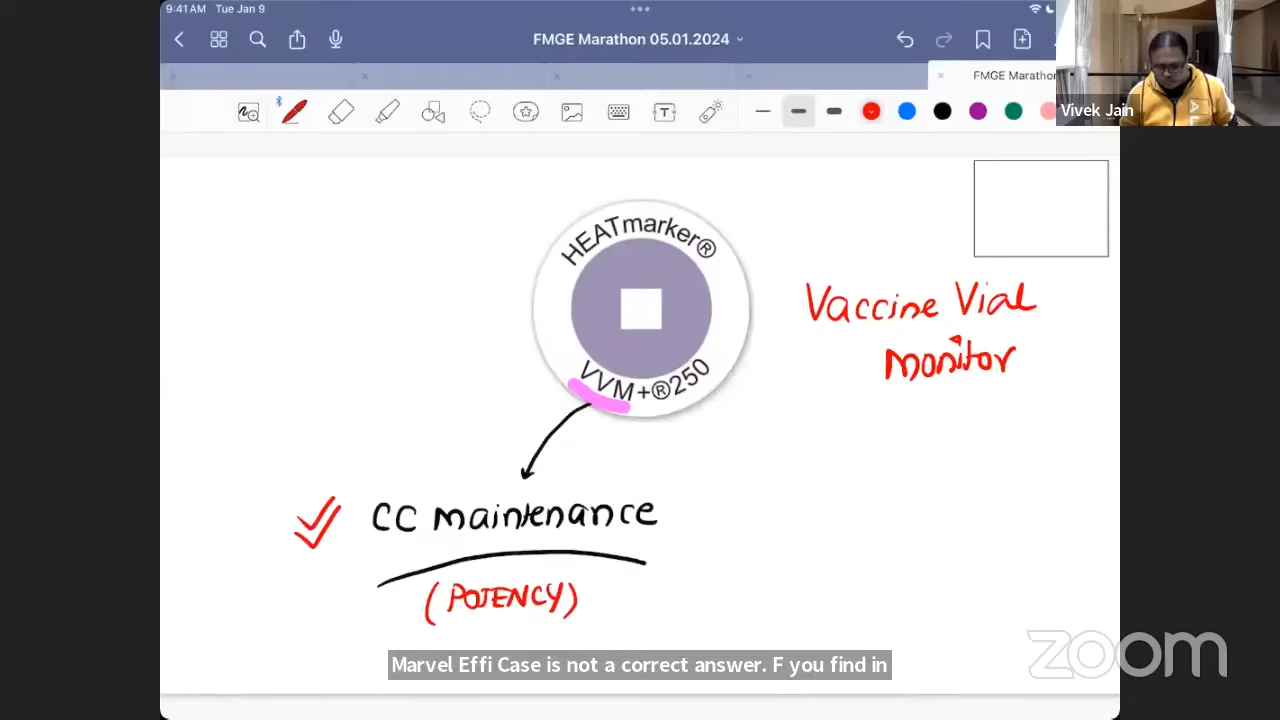 9:41 AM Tue Jan 9
FMGE Marathon 05.01.2024
FMGE Maratho
Vivek Jain
HEATmarker®
VVM+®250
Vaccine Vial
monitor
CC maintenance
(POTENCY)
Marvel Effi Case is not a correct answer. F you find in
zoom